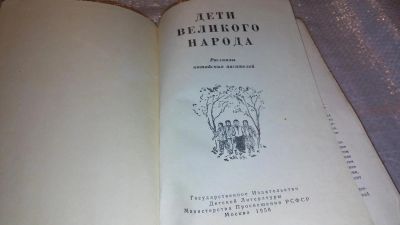 ДЕТИ
ВЕЛИКОГО
НАРОДА
Рассказы
китайских писателей
Государственное Издательство
Детской Литературы
Министерства Просвещения РСФСР
Москва 1956